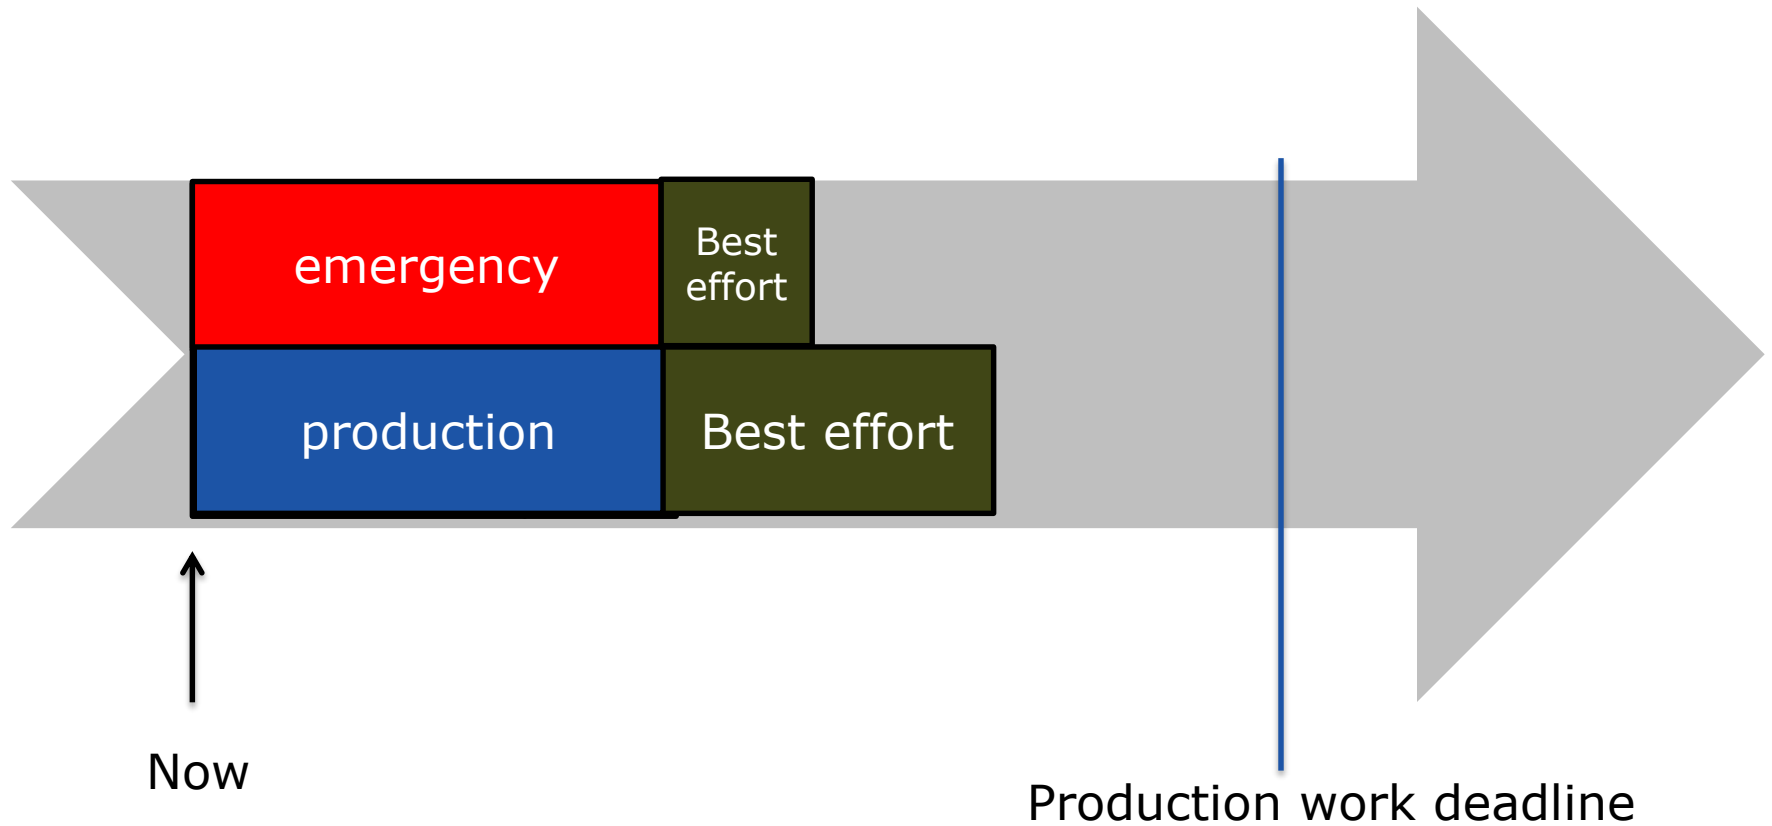 emergency
Best
effort
production
Best effort
Now
Production work deadline